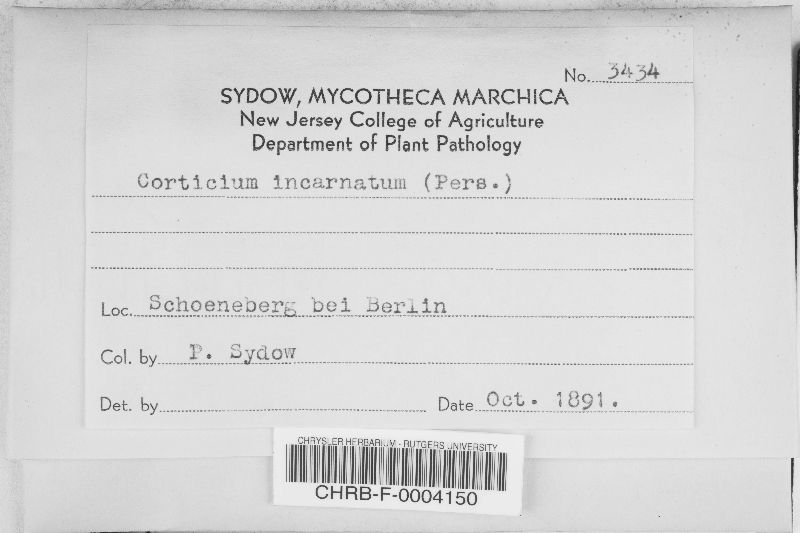 No. 3434
SYDOW, MYCOTHECA MARCHICA
New Jersey College of Agriculture
Department of Plant Pathology
Corticium incarnatum (Pers.)
Loc. Schoeneberg bei Berlin
Col. by P. Sydow
Det. by
Date Oct. 1891.
CHRYSLER HERBARIUM - RUTGERS UNIVERSITY
CHRB-F-0004150